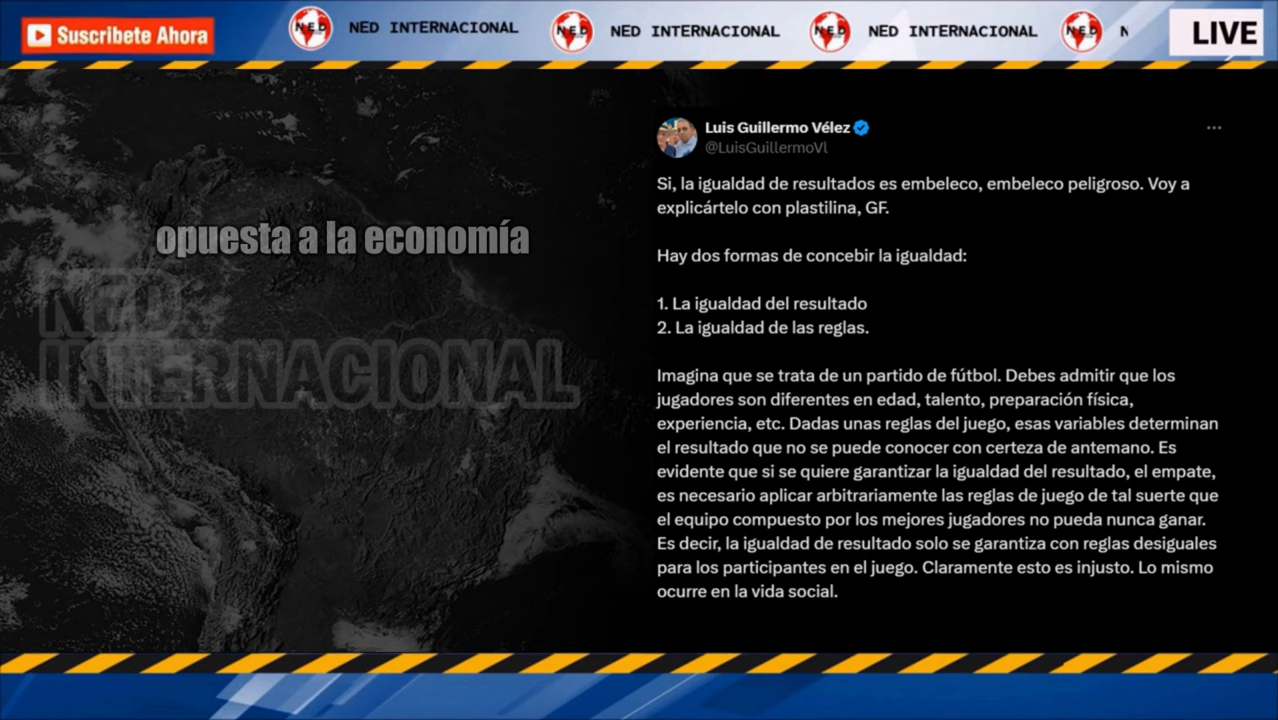 Suscribete Ahora
NED
NED INTERNACIONAL
NED
NED INTERNACIONAL
NED
NED INTERNACIONAL
NED
N
LIVE
Luis Guillermo Vélez
@LuisGuillermoVl
Si, la igualdad de resultados es embeleco, embeleco peligroso. Voy a
explicártelo con plastilina, GF.
Hay dos formas de concebir la igualdad:
1. La igualdad del resultado
2. La igualdad de las reglas.
Imagina que se trata de un partido de fútbol. Debes admitir que los
jugadores son diferentes en edad, talento, preparación física,
experiencia, etc. Dadas unas reglas del juego, esas variables determinan
el resultado que no se puede conocer con certeza de antemano. Es
evidente que si se quiere garantizar la igualdad del resultado, el empate,
es necesario aplicar arbitrariamente las reglas de juego de tal suerte que
el equipo compuesto por los mejores jugadores no pueda nunca ganar.
Es decir, la igualdad de resultado solo se garantiza con reglas desiguales
para los participantes en el juego. Claramente esto es injusto. Lo mismo
ocurre en la vida social.
opuesta a la economía
NED
INTERNACIONAL